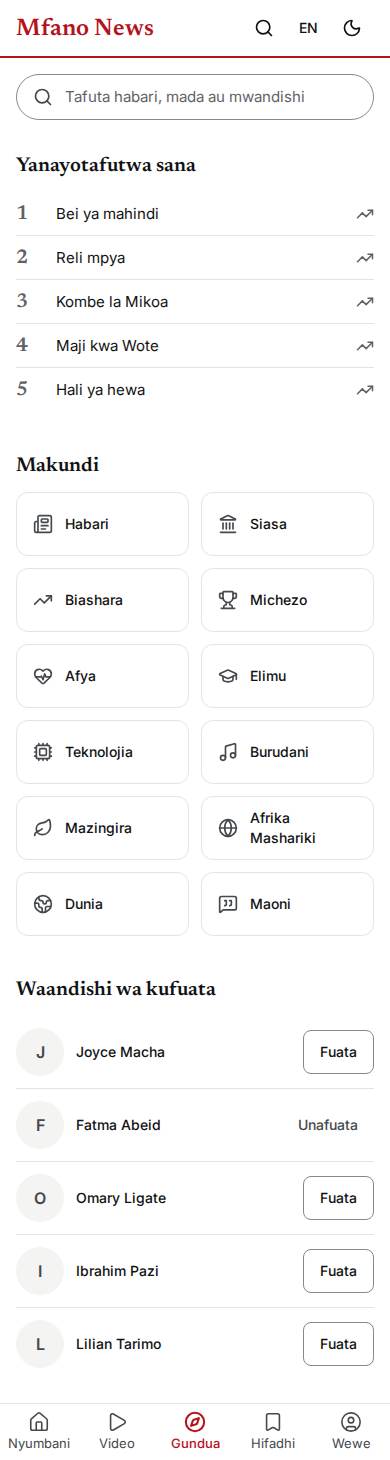 Mfano News
EN
Tafuta habari, mada au mwandishi
Yanayotafutwa sana
1 Bei ya mahindi
2 Reli mpya
3 Kombe la Mikoa
4 Maji kwa Wote
5 Hali ya hewa
Makundi
Habari
Siasa
Biashara
Michezo
Afya
Elimu
Teknolojia
Burudani
Mazingira
Afrika
Mashariki
Dunia
Maoni
Waandishi wa kufuata
J Joyce Macha Fuata
F Fatma Abeid Unafuata
O Omary Ligate Fuata
I Ibrahim Pazi Fuata
L Lilian Tarimo Fuata
Nyumbani Video Gundua Hifadhi Wewe